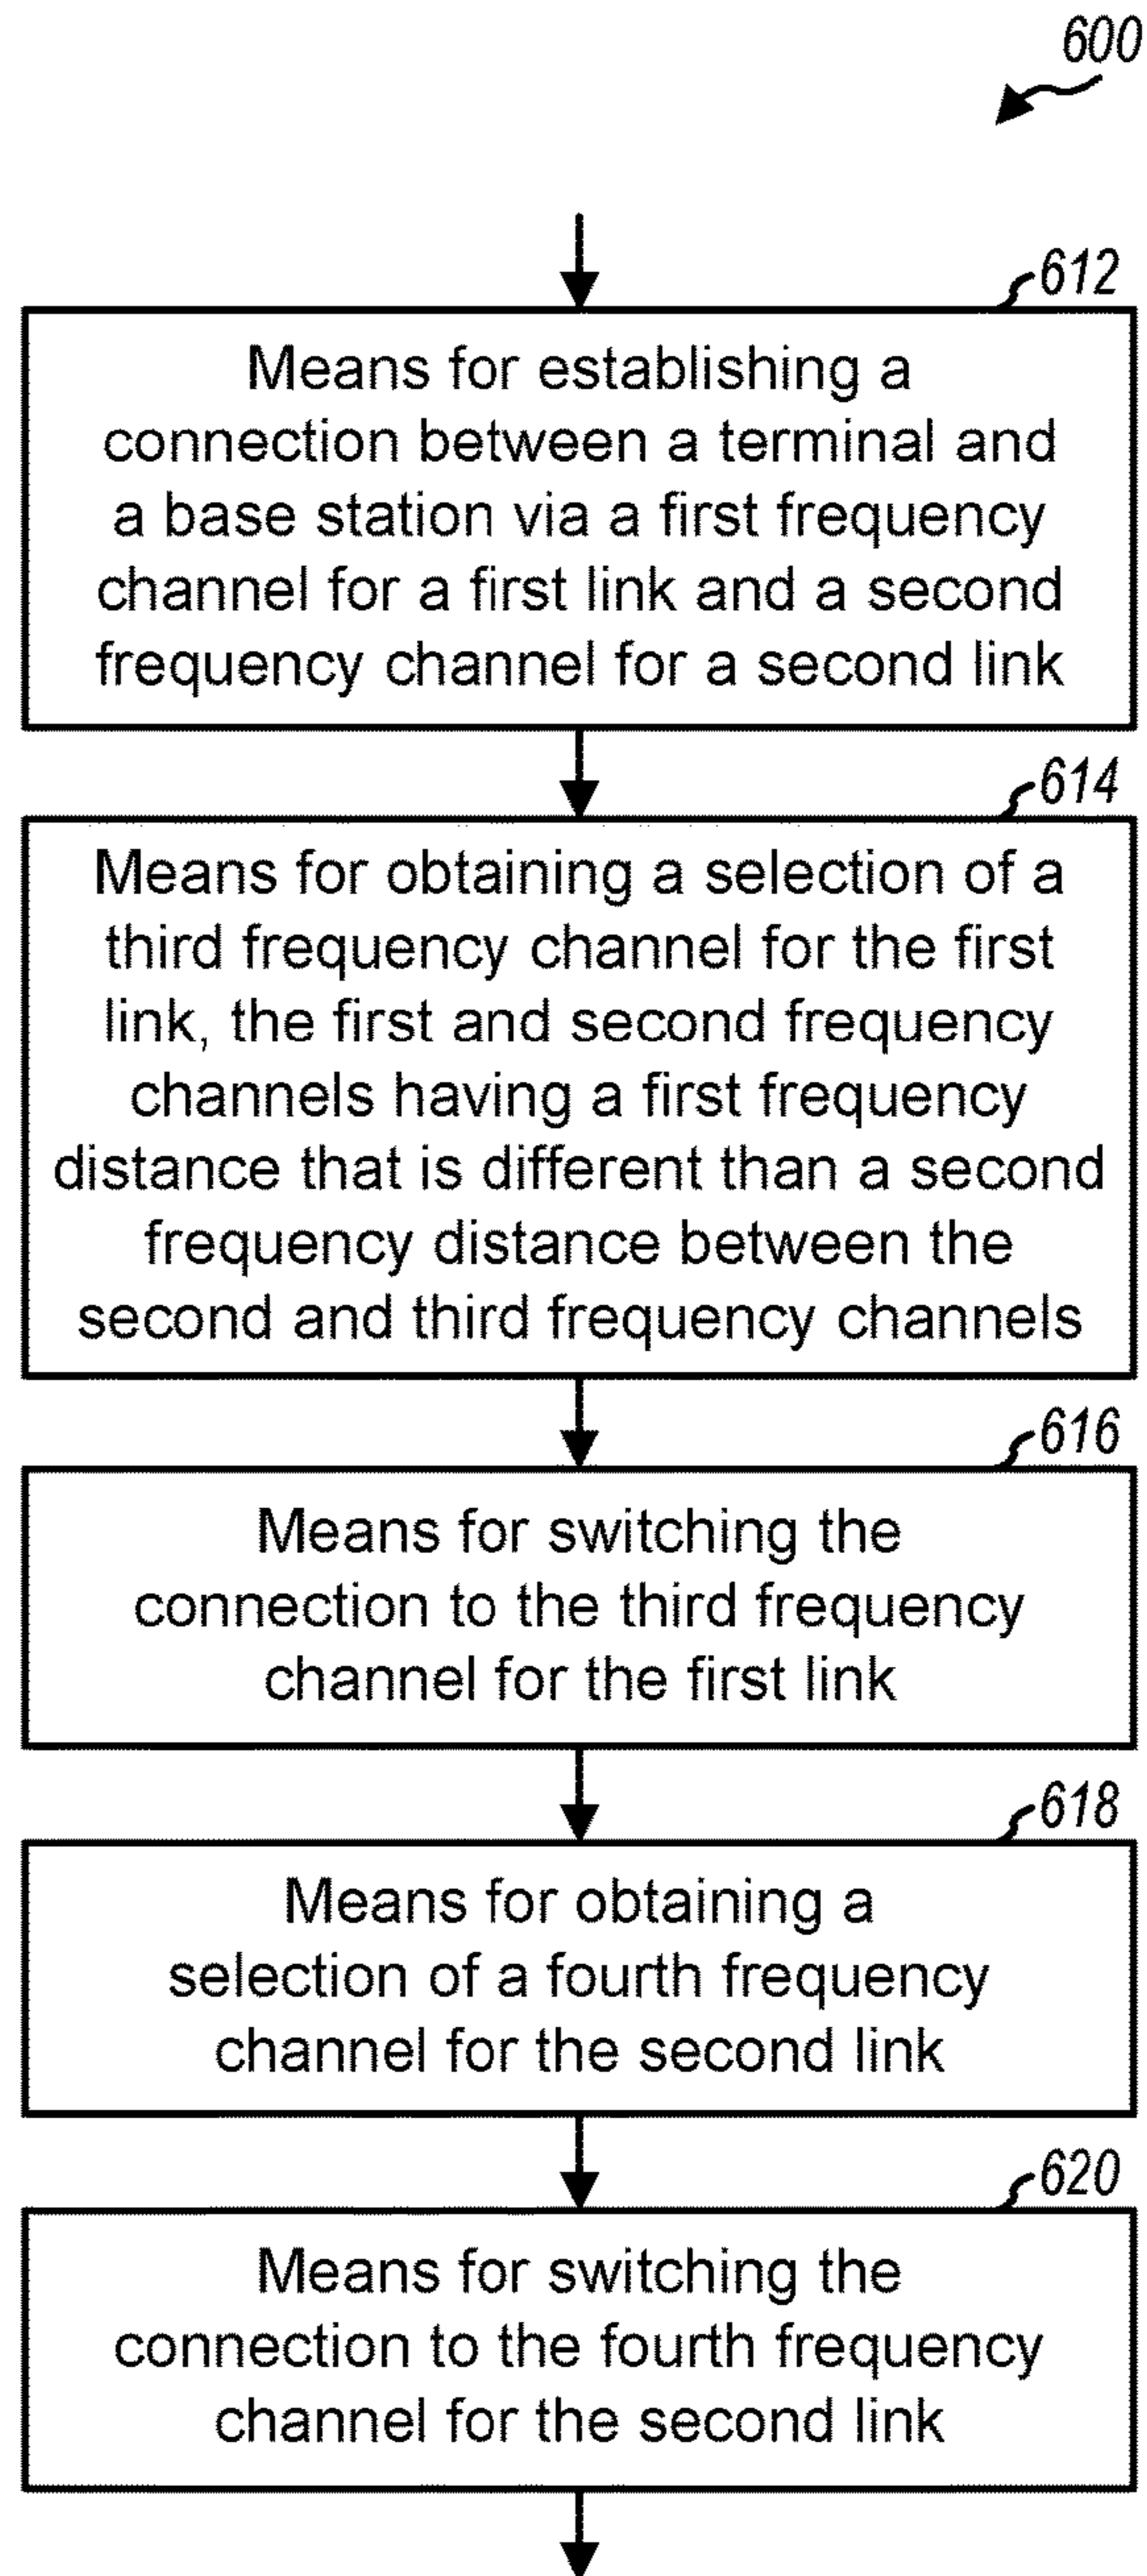 600
612
Means for establishing a
connection between a terminal and
a base station via a first frequency
channel for a first link and a second
frequency channel for a second link
614
Means for obtaining a selection of a
third frequency channel for the first
link, the first and second frequency
channels having a first frequency
distance that is different than a second
frequency distance between the
second and third frequency channels
616
Means for switching the
connection to the third frequency
channel for the first link
618
Means for obtaining a
selection of a fourth frequency
channel for the second link
620
Means for switching the
connection to the fourth frequency
channel for the second link